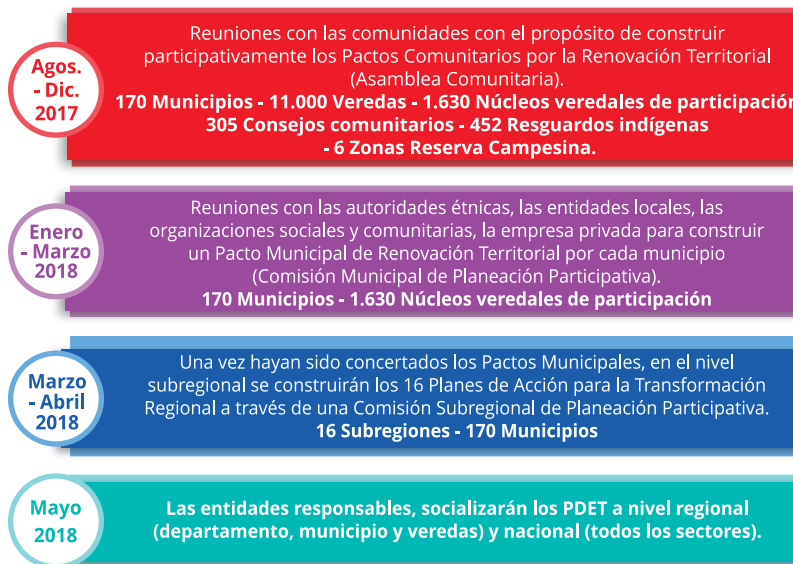 Agos.
- Dic.
2017
Reuniones con las comunidades con el propósito de construir
participativamente los Pactos Comunitarios por la Renovación Territorial
(Asamblea Comunitaria).
170 Municipios - 11.000 Veredas - 1.630 Núcleos veredales de participación
305 Consejos comunitarios - 452 Resguardos indígenas
- 6 Zonas Reserva Campesina.
Enero
- Marzo
2018
Reuniones con las autoridades étnicas, las entidades locales, las
organizaciones sociales y comunitarias, la empresa privada para construir
un Pacto Municipal de Renovación Territorial por cada municipio
(Comisión Municipal de Planeación Participativa).
170 Municipios - 1.630 Núcleos veredales de participación
Marzo
- Abril
2018
Una vez hayan sido concertados los Pactos Municipales, en el nivel
subregional se construirán los 16 Planes de Acción para la Transformación
Regional a través de una Comisión Subregional de Planeación Participativa.
16 Subregiones - 170 Municipios
Mayo
2018
Las entidades responsables, socializarán los PDET a nivel regional
(departamento, municipio y veredas) y nacional (todos los sectores).